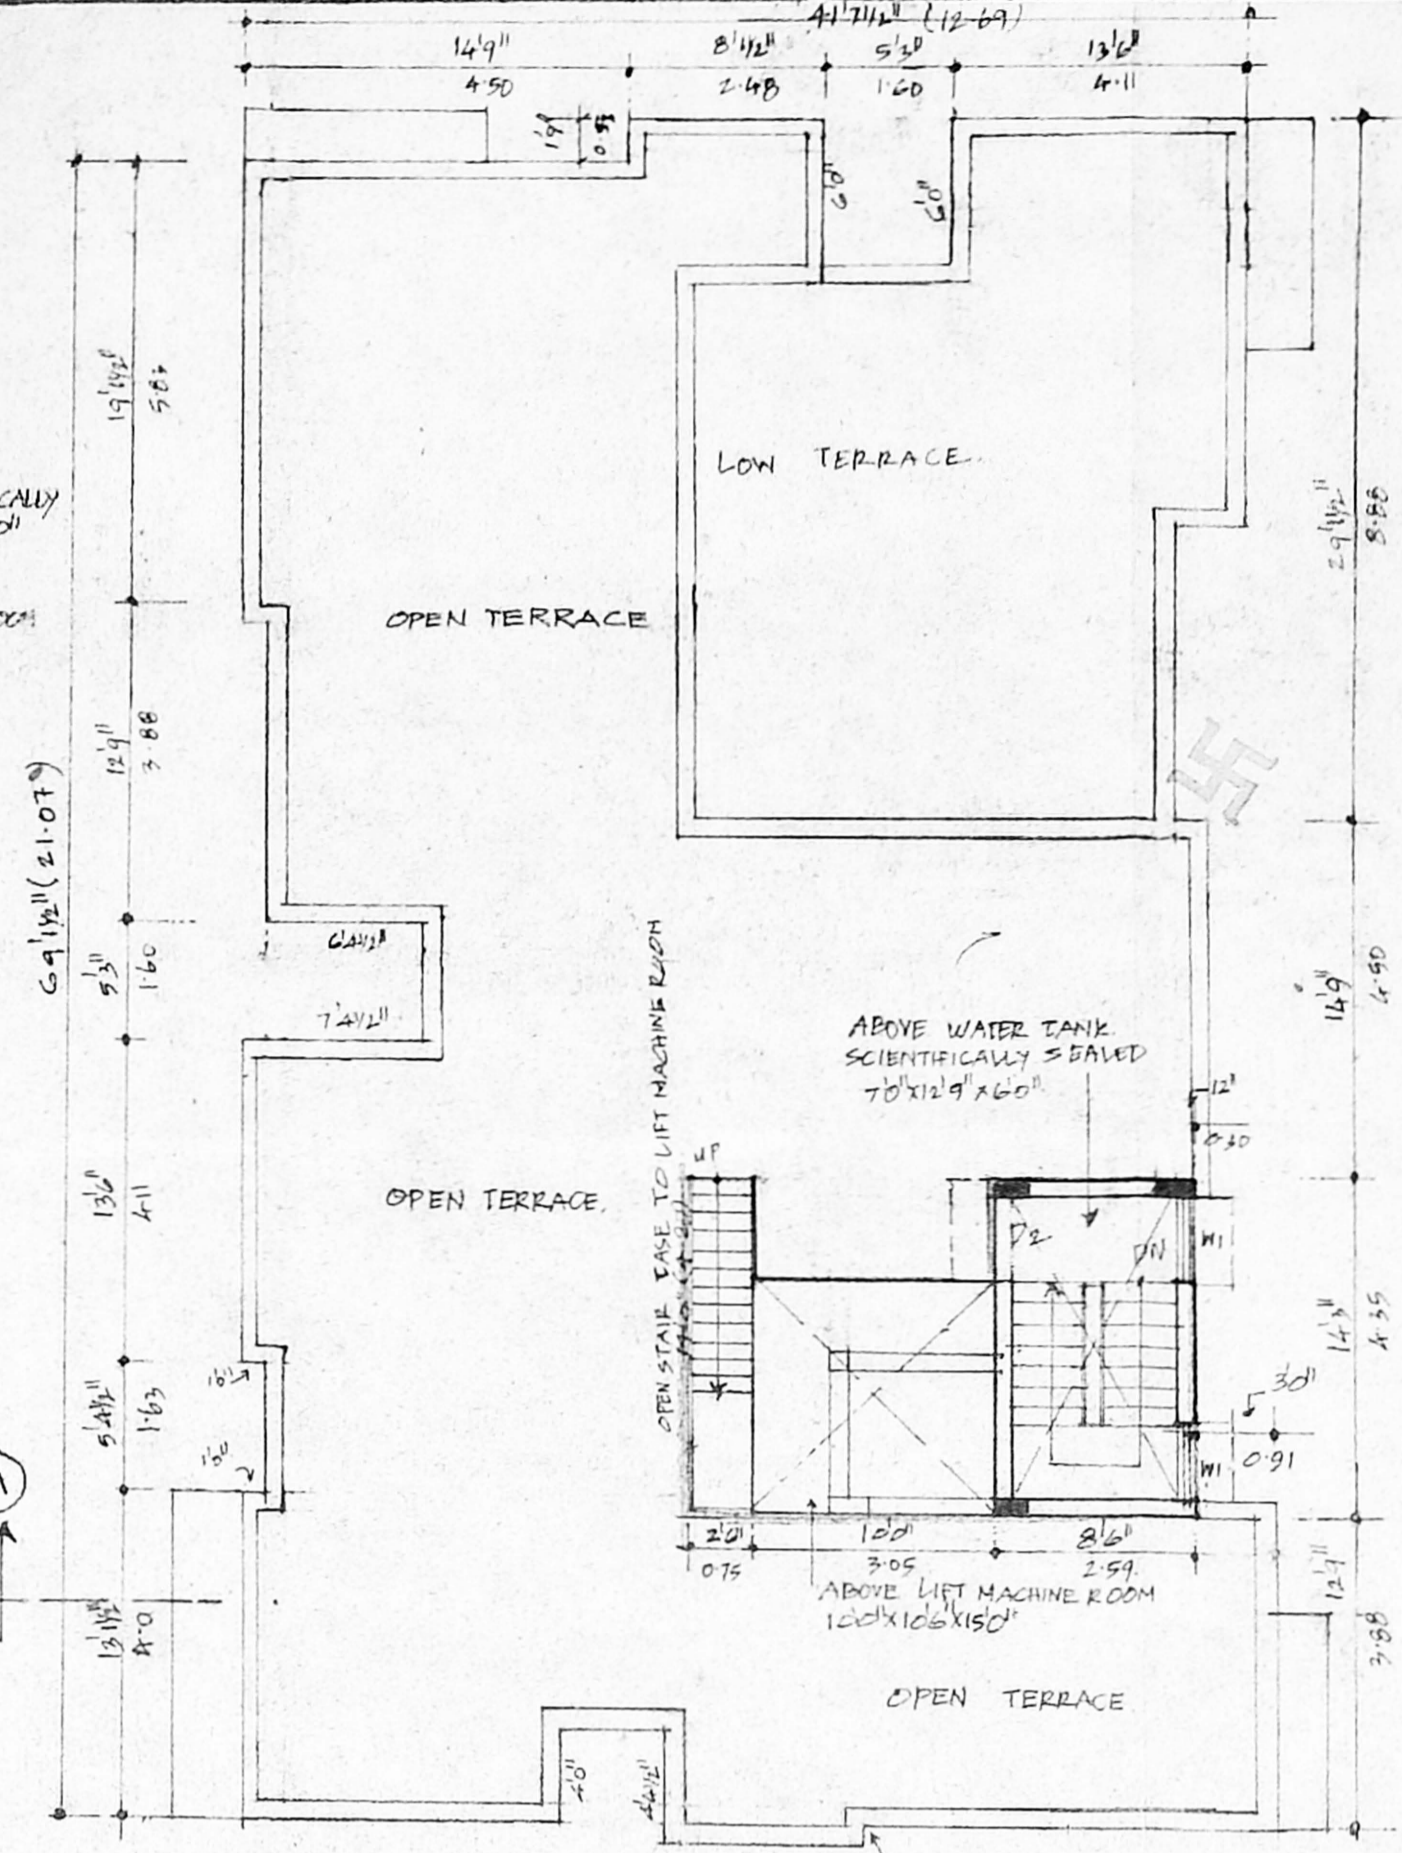 41'7½" (12.69)
14'9" 8'1½" 5'3" 13'6"
4.50 2.48 1.60 4.11
1'9"
6'0"
6'0"
19'1½"
5.83
LOW TERRACE
29'1½"
8.88
CALLY
OPEN TERRACE
12'9"
3.88
69'1½" (21.07)
6'4½"
5'3"
1.60
7'4½"
14'9"
4.50
ABOVE WATER TANK
SCIENTIFICALLY SEALED
7'0"X12'9"X6'0"
12"
0.30
OPEN STAIR CASE TO LIFT MACHINE ROOM
UP
13'6"
4.11
OPEN TERRACE.
D2
DN
W1
W1
14'3"
4.35
5'4½"
1.63
3'0"
0.91
2'6" 10'0" 8'6"
0.75 3.05 2.59
ABOVE LIFT MACHINE ROOM
10'0"X10'6"X15'0"
12'9"
3.88
13'1½"
4.0
OPEN TERRACE
4'0"
4'4½"